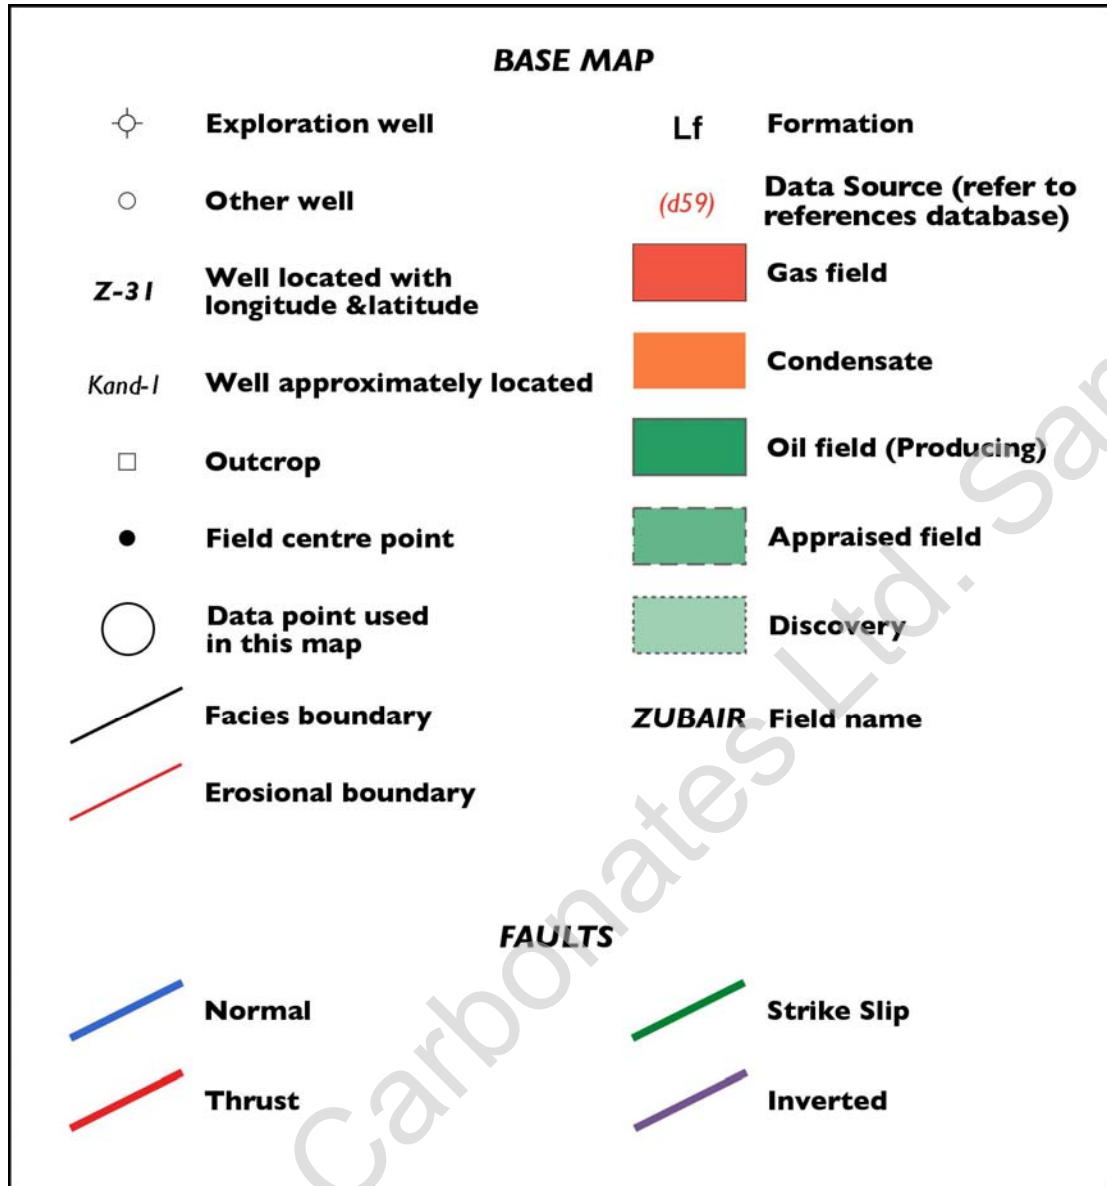 BASE MAP
Exploration well
Other well
Z-31
Well located with
longitude &latitude
Kand-1
Well approximately located
Outcrop
Field centre point
Data point used
in this map
Facies boundary
Erosional boundary
Lf
Formation
(d59)
Data Source (refer to
references database)
Gas field
Condensate
Oil field (Producing)
Appraised field
Discovery
ZUBAIR
Field name
FAULTS
Normal
Thrust
Strike Slip
Inverted
Carbonates Ltd.